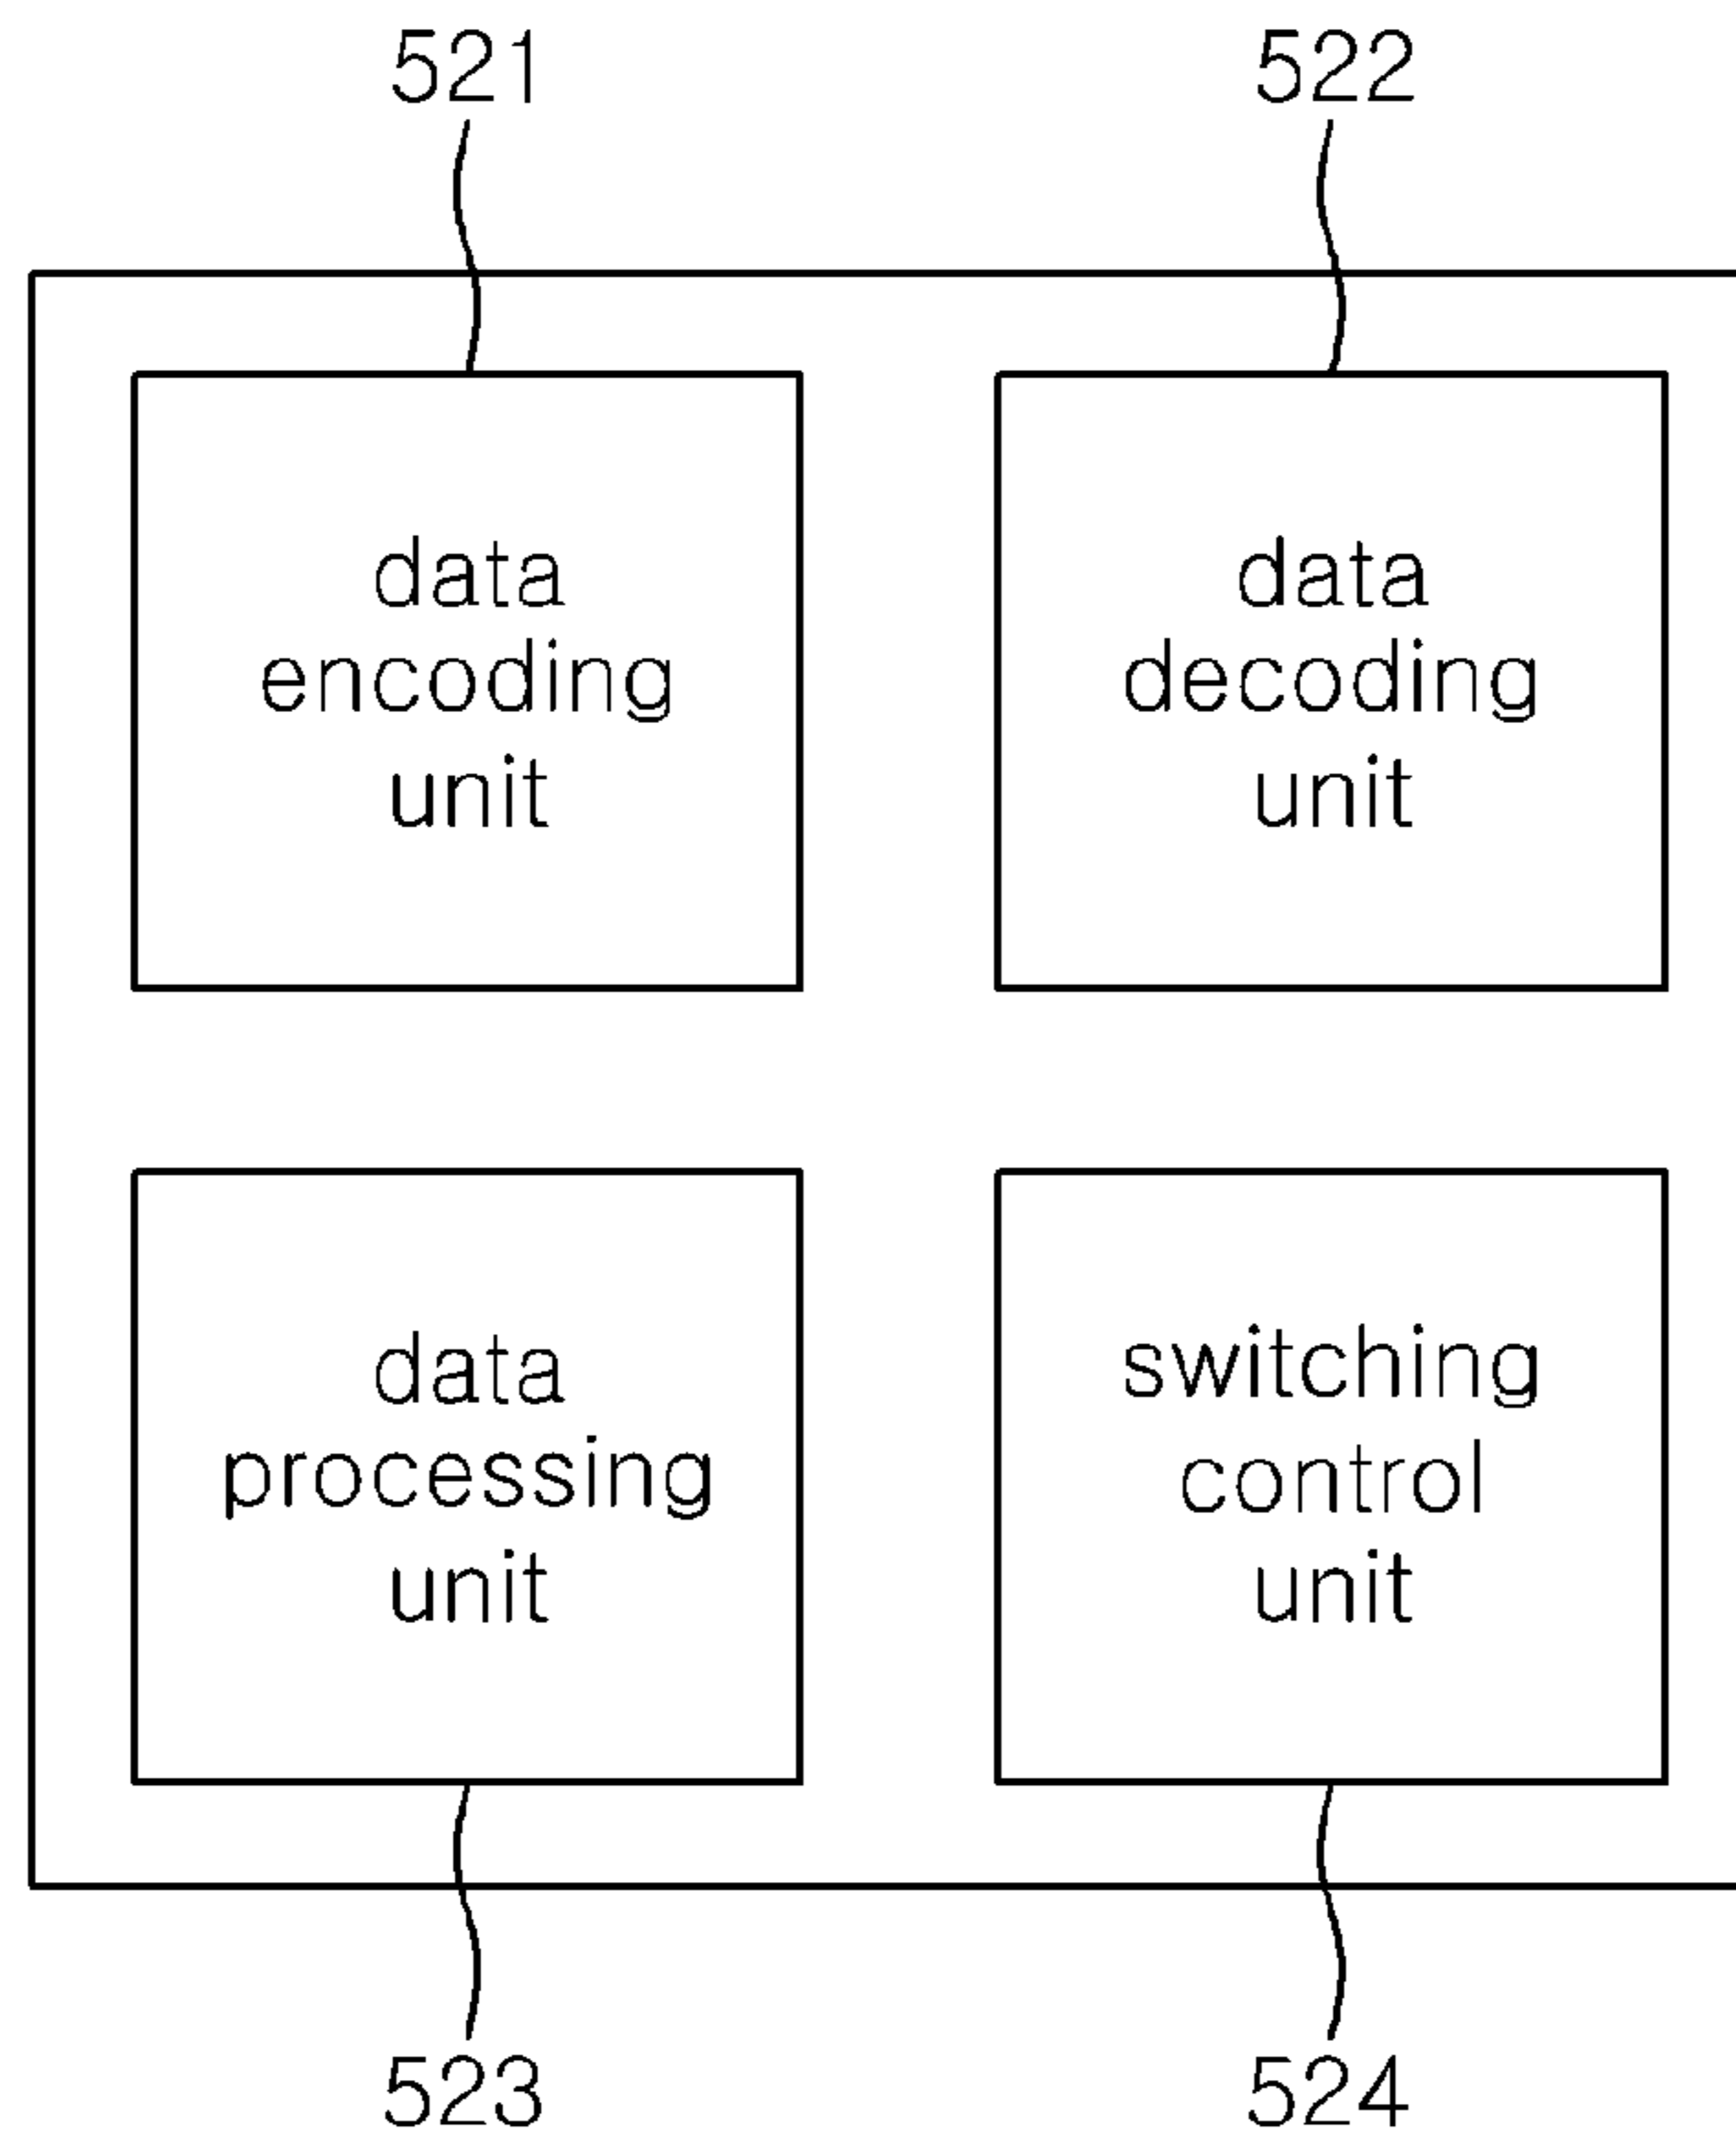 521
522
data
encoding
unit
data
decoding
unit
data
processing
unit
switching
control
unit
523
524